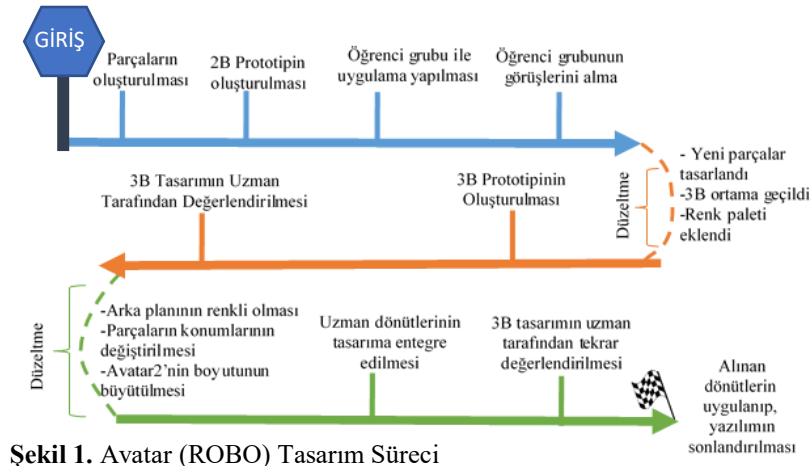 GİRİŞ
Parçaların
oluşturulması
2B Prototipin
oluşturulması
Öğrenci grubu ile
uygulama yapılması
Öğrenci grubunun
görüşlerini alma
Düzeltme
- Yeni parçalar
tasarlandı
-3B ortama geçildi
-Renk paleti
eklendi
3B Prototipinin
Oluşturulması
3B Tasarımın Uzman
Tarafından Değerlendirilmesi
Düzeltme
-Arka planının renkli olması
-Parçaların konumlarının
değiştirilmesi
-Avatar2’nin boyutunun
büyütülmesi
Uzman dönütlerinin
tasarıma entegre
edilmesi
3B tasarımın uzman
tarafından tekrar
değerlendirilmesi
Alınan
dönütlerin
uygulanıp,
yazılımın
sonlandırılması
Şekil 1. Avatar (ROBO) Tasarım Süreci